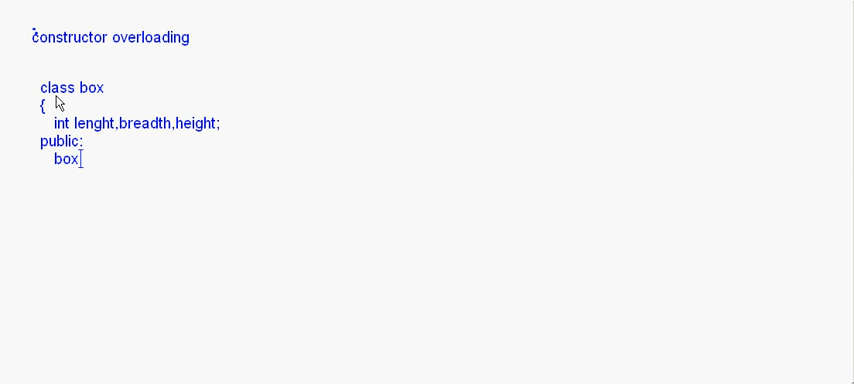 constructor overloading
class box
{
int lenght,breadth,height;
public:
box